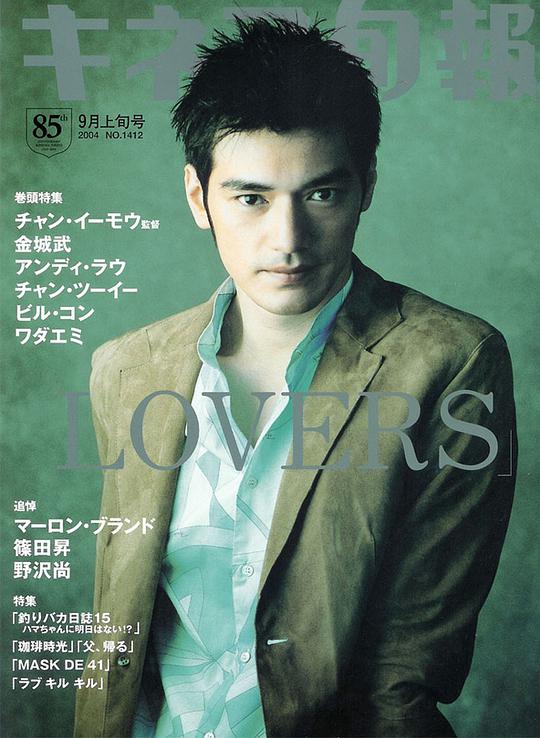 キネマ旬報
85th
9月上旬号
2004 NO.1412
巻頭特集
チャン・イーモウ監督
金城武
アンディ・ラウ
チャン・ツーイー
ビル・コン
ワダエミ
LOVERS」
追悼
マーロン・ブランド
篠田昇
野沢尚
特集
「釣りバカ日誌15
ハマちゃんに明日はない!?」
「珈琲時光」「父、帰る」
「MASK DE 41」
「ラブ キル キル」